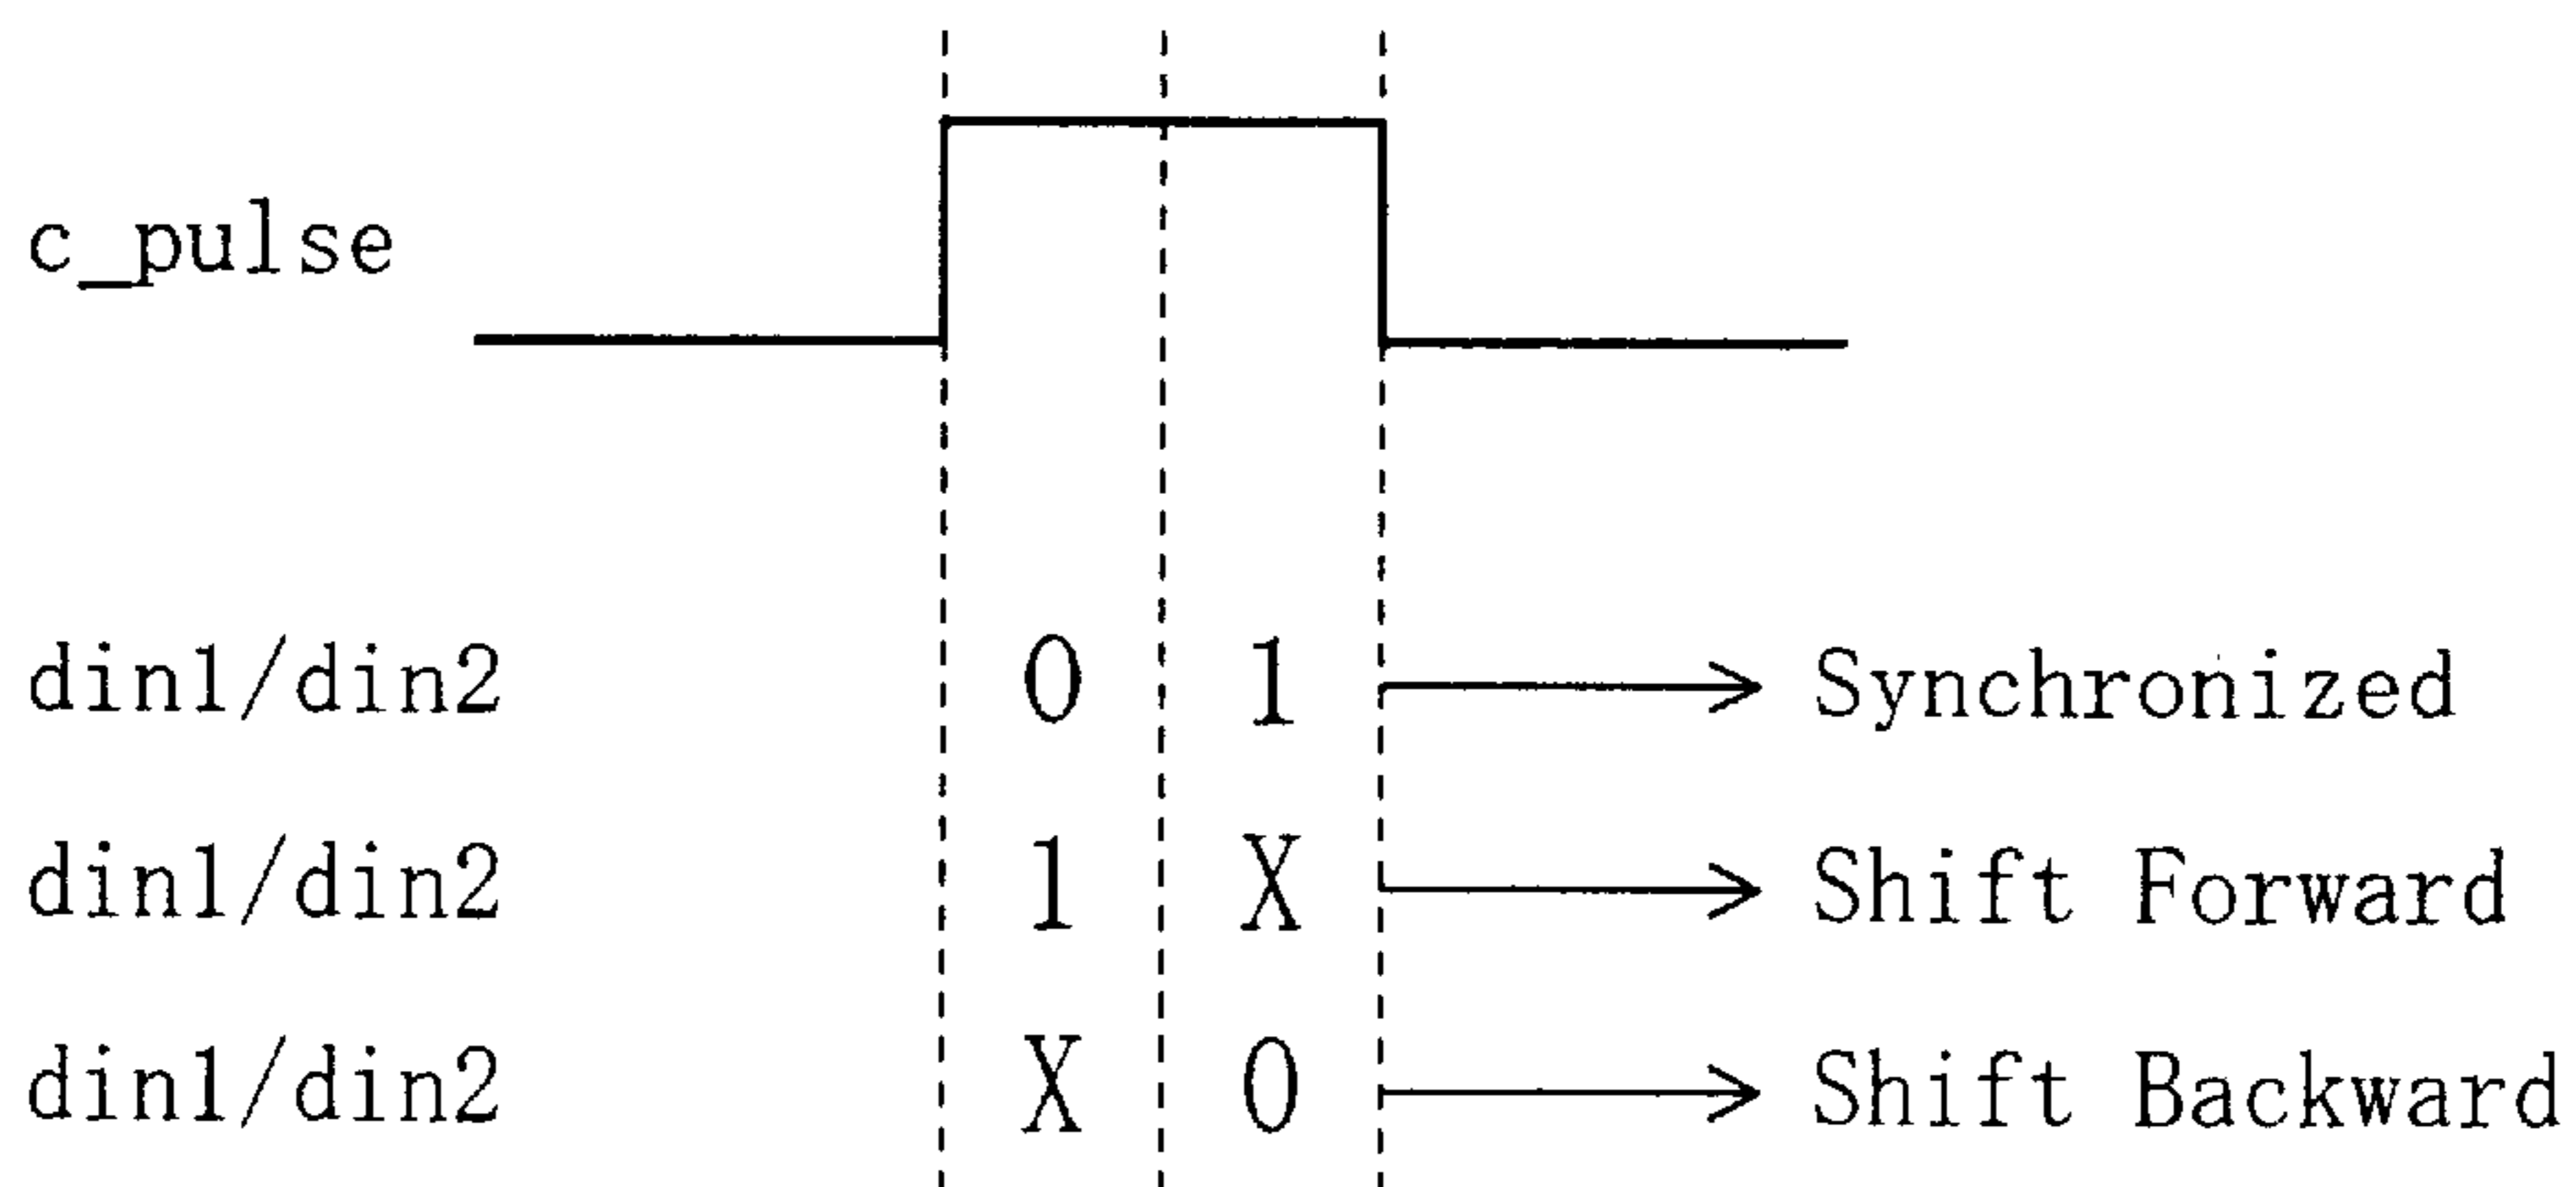 c_pulse
din1/din2 0 1 Synchronized
din1/din2 1 X Shift Forward
din1/din2 X 0 Shift Backward